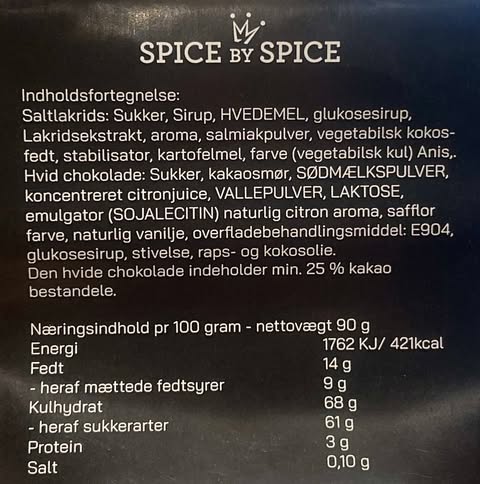 SPICE BY SPICE
Indholdsfortegnelse:
Saltlakrids: Sukker, Sirup, HVEDEMEL, glukosesirup,
Lakridsekstrakt, aroma, salmiakpulver, vegetabilsk kokos-
fedt, stabilisator, kartofelmel, farve (vegetabilsk kul) Anis,.
Hvid chokolade: Sukker, kakaosmør, SØDMÆLKSPULVER,
koncentreret citronjuice, VALLEPULVER, LAKTOSE,
emulgator (SOJALECITIN) naturlig citron aroma, safflor
farve, naturlig vanilje, overfladebehandlingsmiddel: E904,
glukosesirup, stivelse, raps- og kokosolie.
Den hvide chokolade indeholder min. 25 % kakao
bestandele.
Næringsindhold pr 100 gram - nettovægt 90 g
Energi 1762 KJ/ 421kcal
Fedt 14 g
- heraf mættede fedtsyrer 9 g
Kulhydrat 68 g
- heraf sukkerarter 61 g
Protein 3 g
Salt 0,10 g